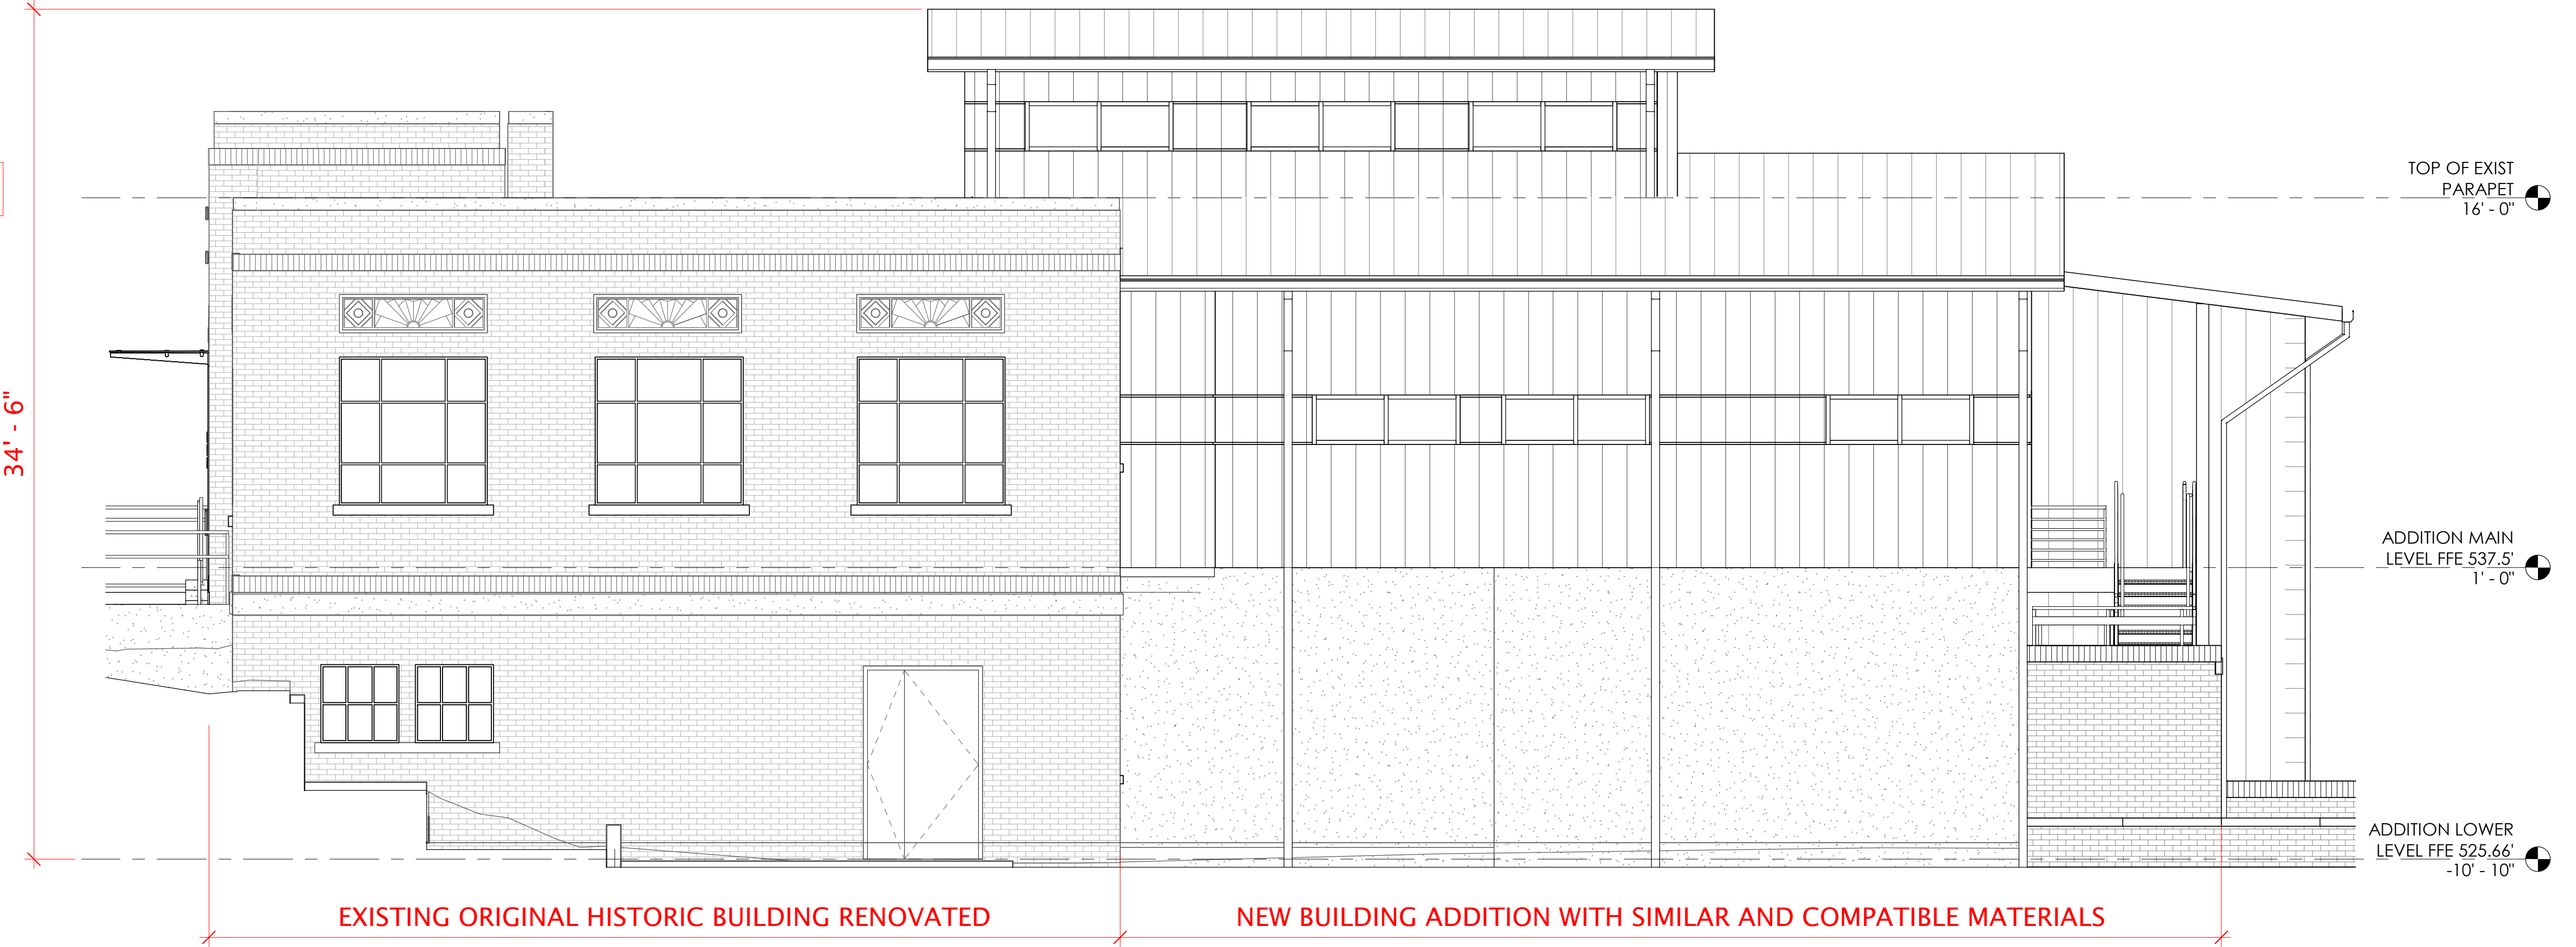 TOP OF EXIST
PARAPET
16' - 0"
34' - 6"
ADDITION MAIN
LEVEL FFE 537.5'
1' - 0"
ADDITION LOWER
LEVEL FFE 525.66'
-10' - 10"
EXISTING ORIGINAL HISTORIC BUILDING RENOVATED
NEW BUILDING ADDITION WITH SIMILAR AND COMPATIBLE MATERIALS